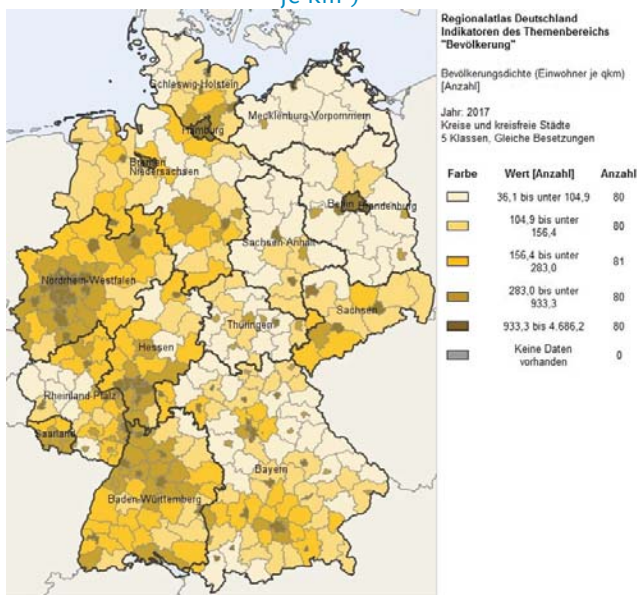 je km²)
Regionalatlas Deutschland
Indikatoren des Themenbereichs
"Bevölkerung"
Bevölkerungsdichte (Einwohner je qkm)
[Anzahl]
Jahr: 2017
Kreise und kreisfreie Städte
5 Klassen, Gleiche Besetzungen
Farbe Wert [Anzahl] Anzahl
36,1 bis unter 104,9 80
104,9 bis unter
156,4 80
156,4 bis unter
283,0 81
283,0 bis unter
933,3 80
933,3 bis 4.686,2 80
Keine Daten
vorhanden 0
Schleswig-Holstein
Mecklenburg-Vorpommern
Hamburg
Bremen
Niedersachsen
Berlin
Brandenburg
Sachsen-Anhalt
Nordrhein-Westfalen
Sachsen
Thüringen
Hessen
Rheinland-Pfalz
Saarland
Bayern
Baden-Württemberg